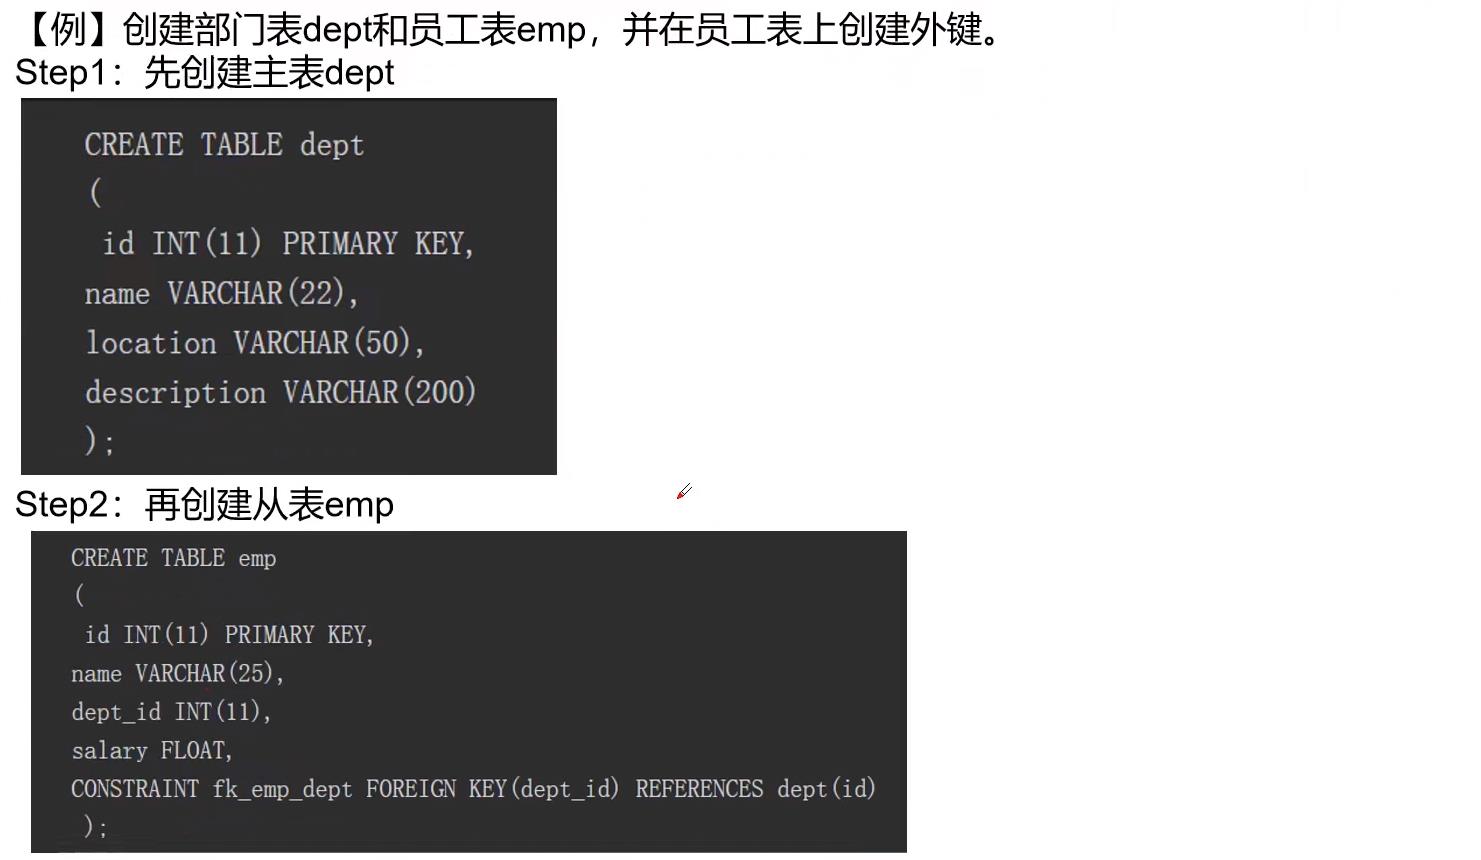 【例】创建部门表dept和员工表emp，并在员工表上创建外键。
Step1：先创建主表dept
CREATE TABLE dept
(
id INT(11) PRIMARY KEY,
name VARCHAR(22),
location VARCHAR(50),
description VARCHAR(200)
);
Step2：再创建从表emp
CREATE TABLE emp
(
id INT(11) PRIMARY KEY,
name VARCHAR(25),
dept_id INT(11),
salary FLOAT,
CONSTRAINT fk_emp_dept FOREIGN KEY(dept_id) REFERENCES dept(id)
);